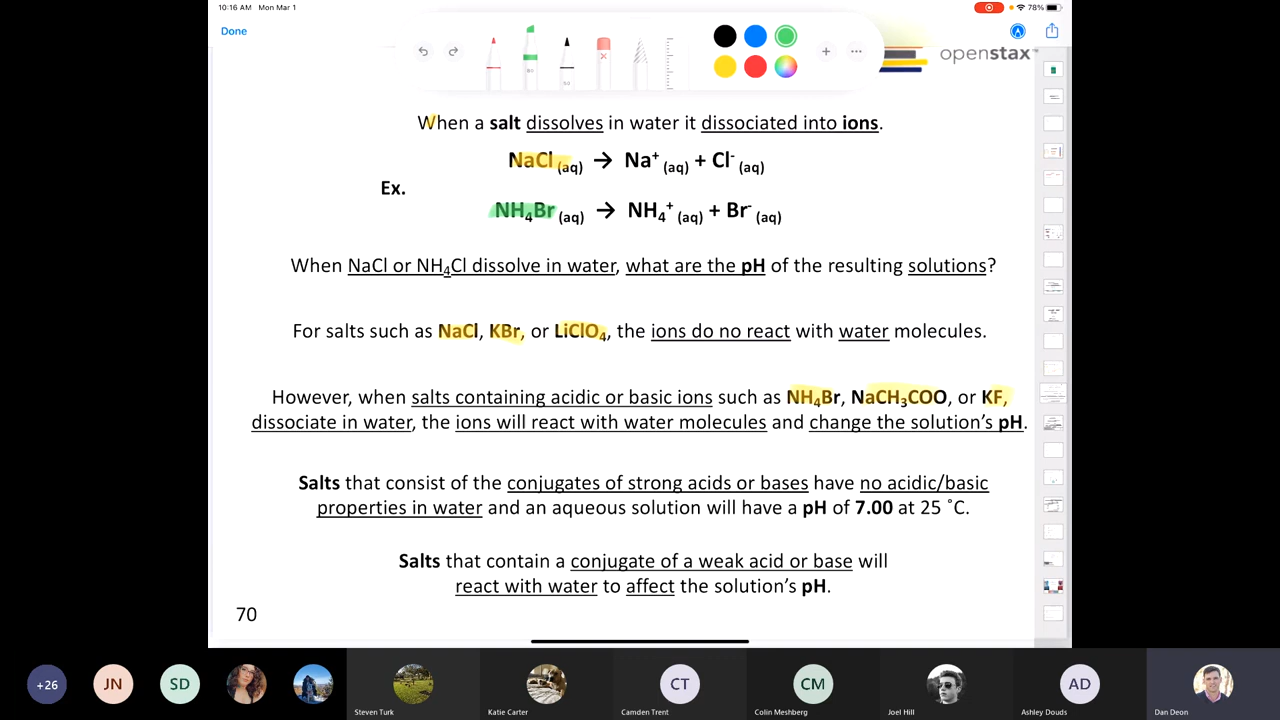 10:16 AM Mon Mar 1
78%
Done
openstax™
When a salt dissolves in water it dissociated into ions.
NaCl (aq) → Na⁺ (aq) + Cl⁻ (aq)
Ex.
NH₄Br (aq) → NH₄⁺ (aq) + Br⁻ (aq)
When NaCl or NH₄Cl dissolve in water, what are the pH of the resulting solutions?
For salts such as NaCl, KBr, or LiClO₄, the ions do no react with water molecules.
However, when salts containing acidic or basic ions such as NH₄Br, NaCH₃COO, or KF,
dissociate in water, the ions will react with water molecules and change the solution's pH.
Salts that consist of the conjugates of strong acids or bases have no acidic/basic
properties in water and an aqueous solution will have a pH of 7.00 at 25 ˚C.
Salts that contain a conjugate of a weak acid or base will
react with water to affect the solution's pH.
70
+26 JN SD CT CM AD
Steven Turk Katie Carter Camden Trent Colin Meshberg Joel Hill Ashley Douds Dan Deon